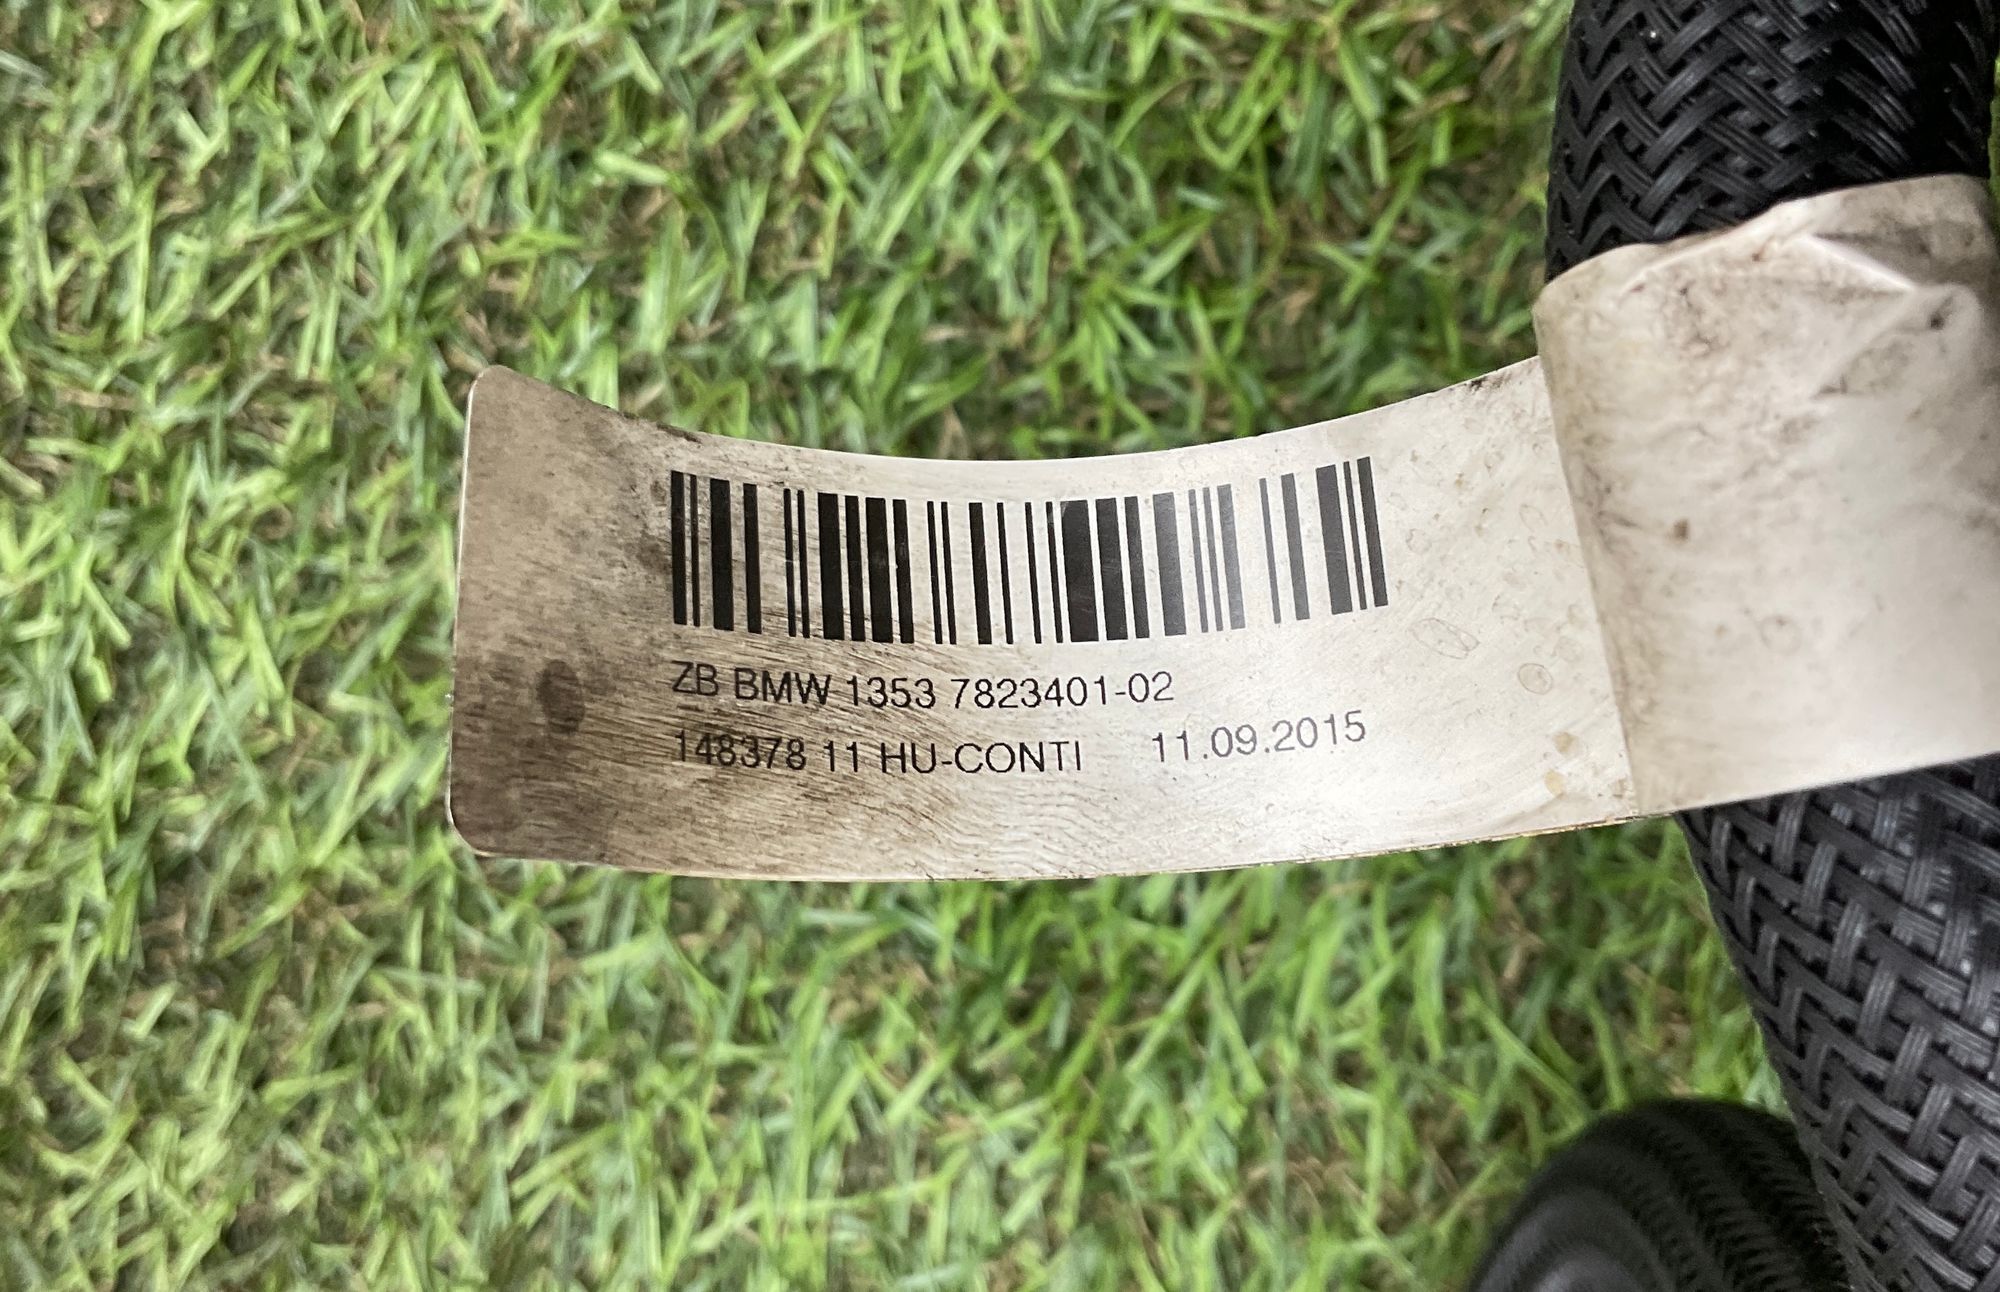 ZB BMW 1353 7823401-02
148378 11 HU-CONTI 11.09.2015